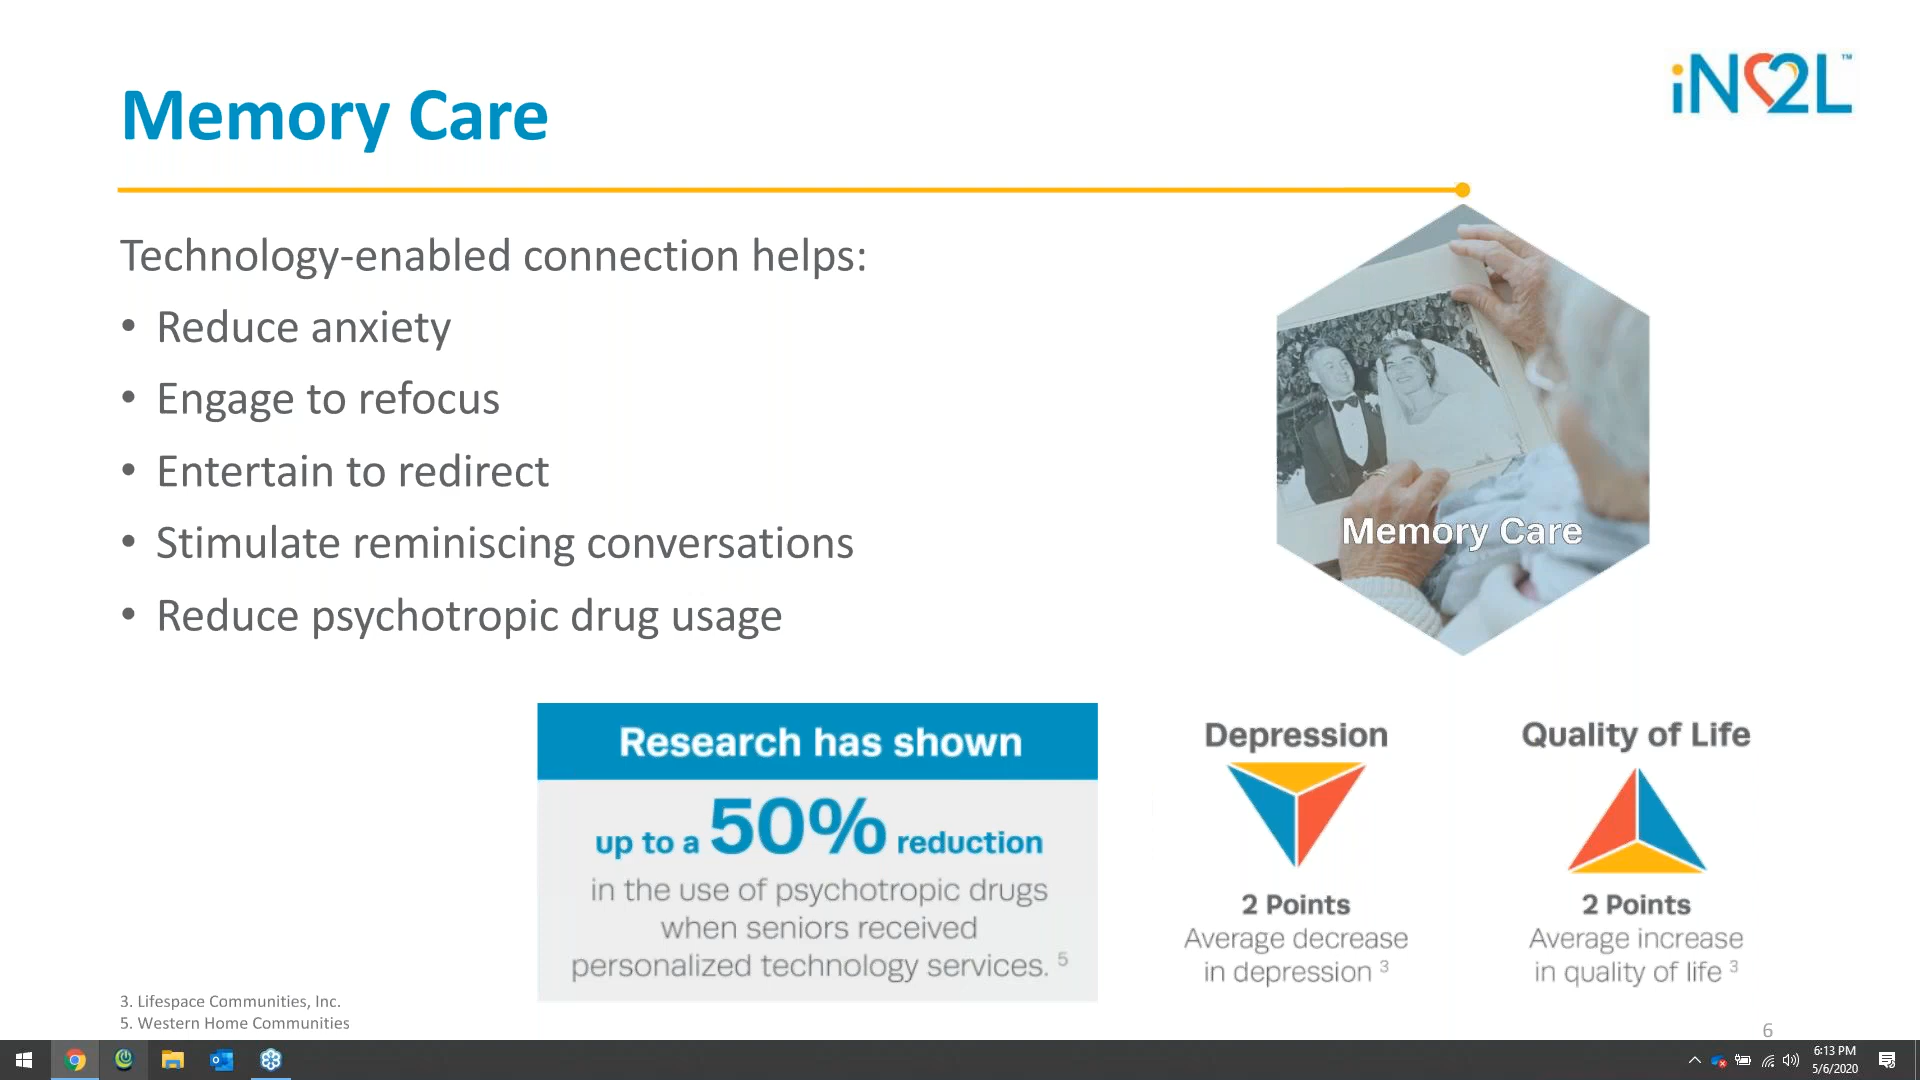 Memory Care
iN2L™
Technology-enabled connection helps:
• Reduce anxiety
• Engage to refocus
• Entertain to redirect
• Stimulate reminiscing conversations
• Reduce psychotropic drug usage
Memory Care
Research has shown
up to a 50% reduction
in the use of psychotropic drugs
when seniors received
personalized technology services. 5
Depression
2 Points
Average decrease
in depression 3
Quality of Life
2 Points
Average increase
in quality of life 3
3. Lifespace Communities, Inc.
5. Western Home Communities
6
6:13 PM
5/6/2020